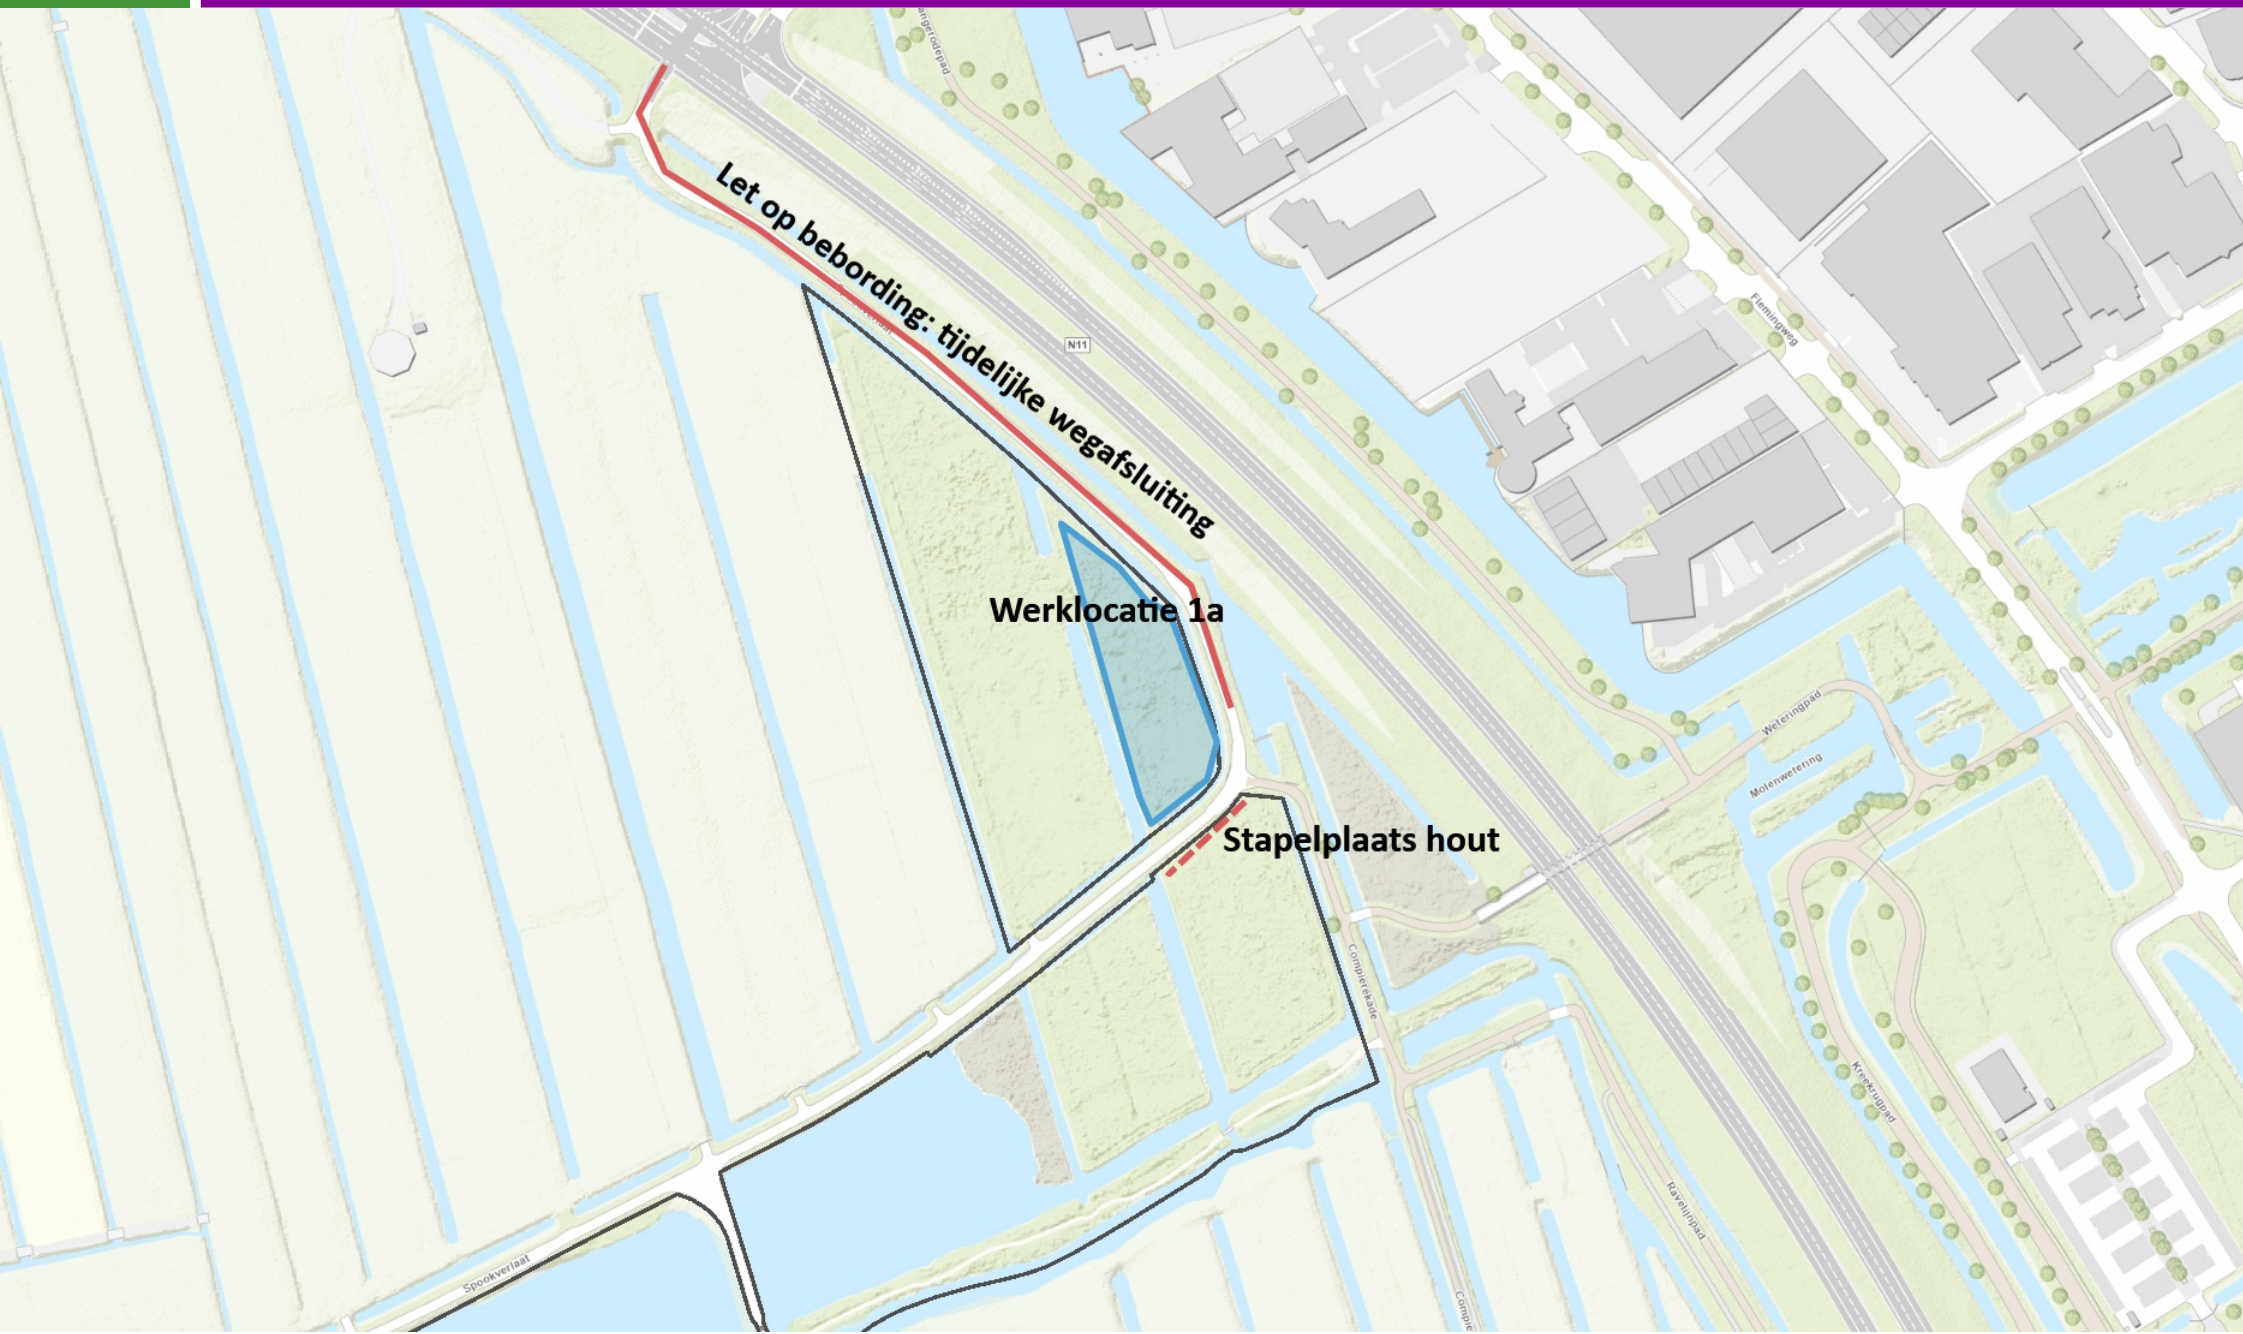 Let op bebording: tijdelijke wegafsluiting
N11
Flemingweg
Werklocatie 1a
Weteringpad
Molenwetering
Stapelplaats hout
Compierekade
Kreekrugpad
Ravelijnpad
Spookverlaat